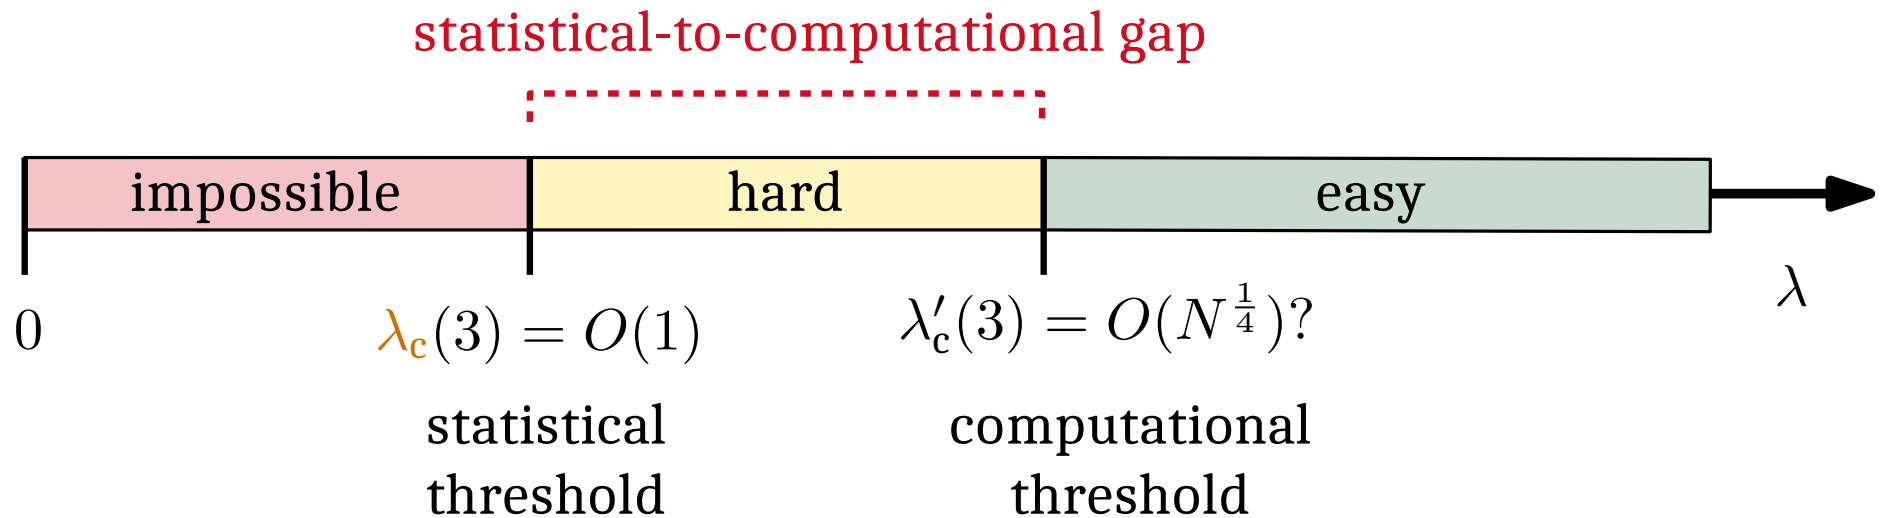 statistical-to-computational gap
impossible hard easy
0 λc(3) = O(1) λ′c(3) = O(N^1/4)? λ
statistical computational
threshold threshold